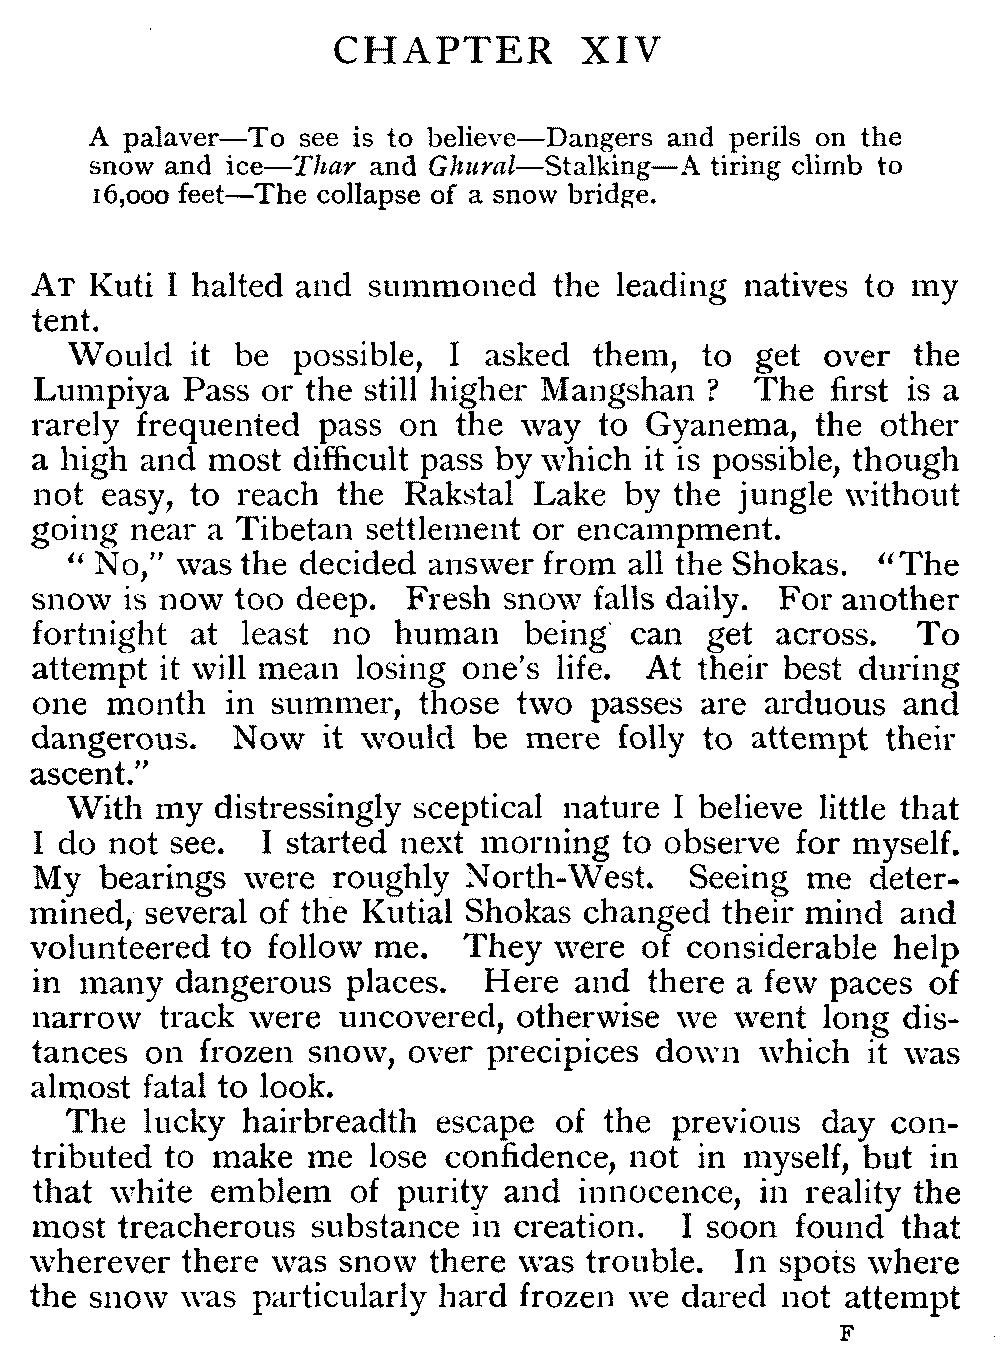 CHAPTER XIV
A palaver—To see is to believe—Dangers and perils on the
snow and ice—Thar and Ghural—Stalking—A tiring climb to
16,000 feet—The collapse of a snow bridge.
AT Kuti I halted and summoned the leading natives to my
tent.
Would it be possible, I asked them, to get over the
Lumpiya Pass or the still higher Mangshan ? The first is a
rarely frequented pass on the way to Gyanema, the other
a high and most difficult pass by which it is possible, though
not easy, to reach the Rakstal Lake by the jungle without
going near a Tibetan settlement or encampment.
“ No,” was the decided answer from all the Shokas. “The
snow is now too deep. Fresh snow falls daily. For another
fortnight at least no human being can get across. To
attempt it will mean losing one’s life. At their best during
one month in summer, those two passes are arduous and
dangerous. Now it would be mere folly to attempt their
ascent.”
With my distressingly sceptical nature I believe little that
I do not see. I started next morning to observe for myself.
My bearings were roughly North-West. Seeing me deter-
mined, several of the Kutial Shokas changed their mind and
volunteered to follow me. They were of considerable help
in many dangerous places. Here and there a few paces of
narrow track were uncovered, otherwise we went long dis-
tances on frozen snow, over precipices down which it was
almost fatal to look.
The lucky hairbreadth escape of the previous day con-
tributed to make me lose confidence, not in myself, but in
that white emblem of purity and innocence, in reality the
most treacherous substance in creation. I soon found that
wherever there was snow there was trouble. In spots where
the snow was particularly hard frozen we dared not attempt
F